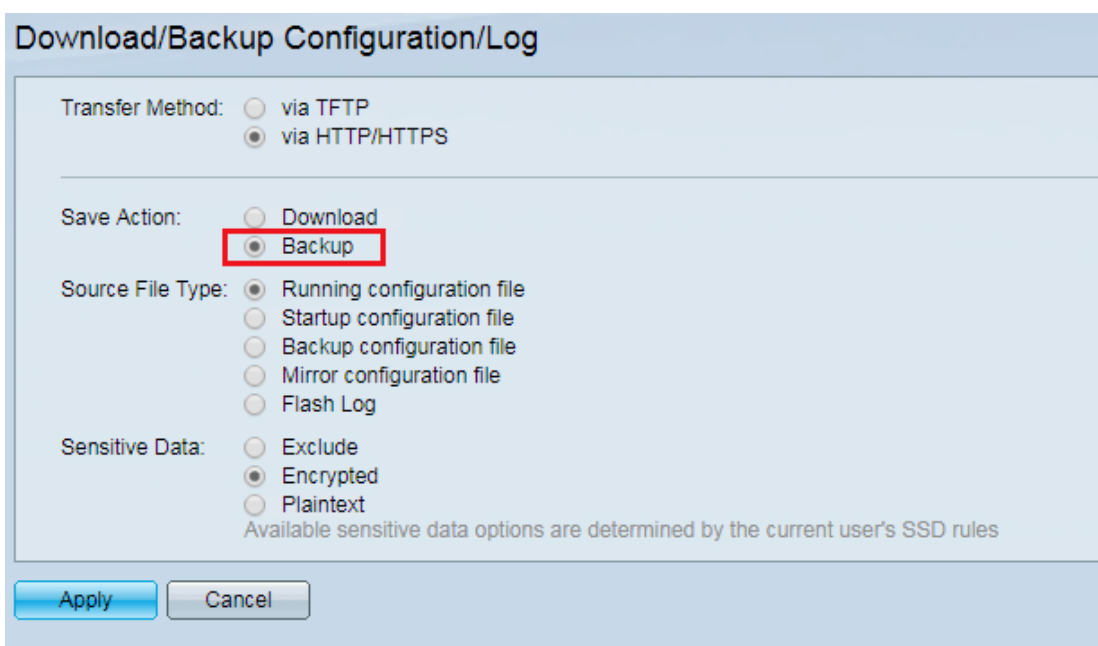 Download/Backup Configuration/Log
Transfer Method: via TFTP
via HTTP/HTTPS
Save Action: Download
Backup
Source File Type: Running configuration file
Startup configuration file
Backup configuration file
Mirror configuration file
Flash Log
Sensitive Data: Exclude
Encrypted
Plaintext
Available sensitive data options are determined by the current user's SSD rules
Apply Cancel